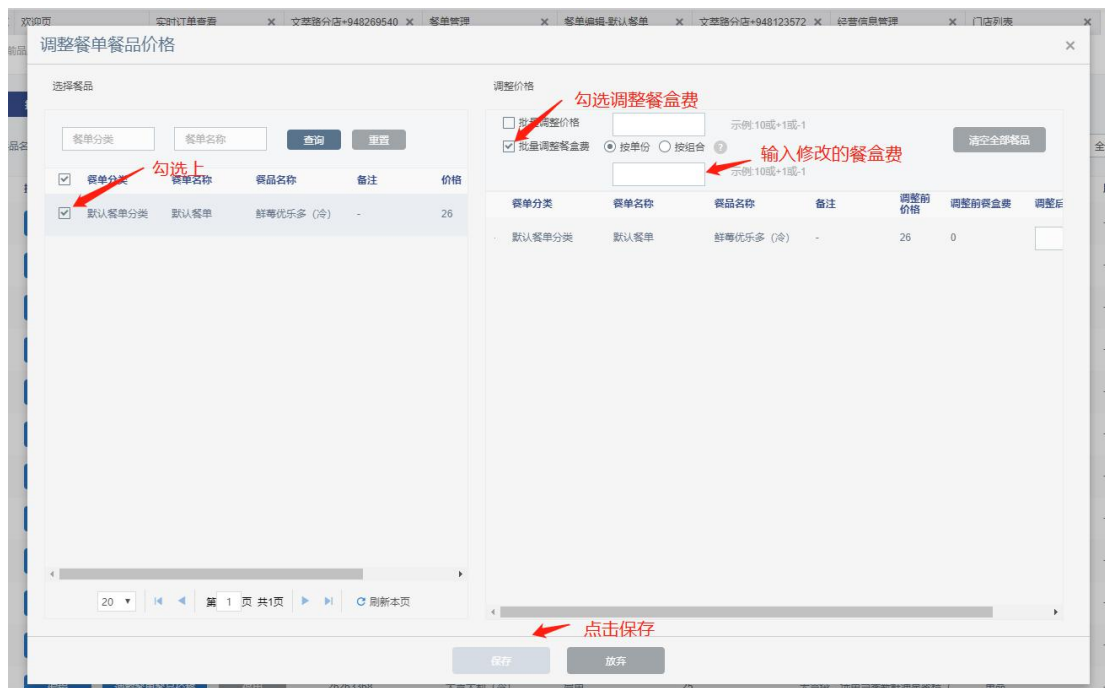 欢迎页 实时订单查看 × 文萃路分店+948269540 × 餐单管理 × 餐单编辑-默认餐单 × 文萃路分店+948123572 × 经营信息管理 × 门店列表 ×
调整餐单餐品价格 ×
选择餐品
餐单分类 餐单名称 查询 重置
勾选上
餐单分类 餐单名称 餐品名称 备注 价格
默认餐单分类 默认餐单 鲜莓优乐多（冷） - 26
20 第 1 页 共1页 刷新本页
调整价格
勾选调整餐盒费
批量调整价格 示例:10或+1或-1
批量调整餐盒费 按单份 按组合 ? 清空全部餐品
输入修改的餐盒费
示例:10或+1或-1
餐单分类 餐单名称 餐品名称 备注 调整前价格 调整前餐盒费 调整后
默认餐单分类 默认餐单 鲜莓优乐多（冷） - 26 0
点击保存
保存 放弃